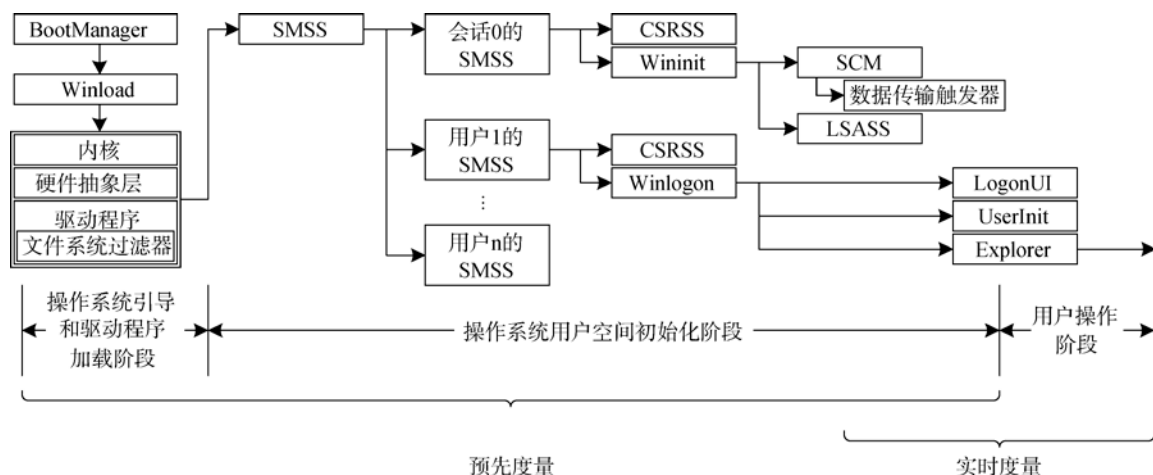 BootManager
Winload
内核
硬件抽象层
驱动程序
文件系统过滤器
SMSS
会话0的
SMSS
用户1的
SMSS
⋮
用户n的
SMSS
CSRSS
Wininit
CSRSS
Winlogon
SCM
数据传输触发器
LSASS
LogonUI
UserInit
Explorer
操作系统引导
和驱动程序
加载阶段
操作系统用户空间初始化阶段
用户操作
阶段
预先度量
实时度量